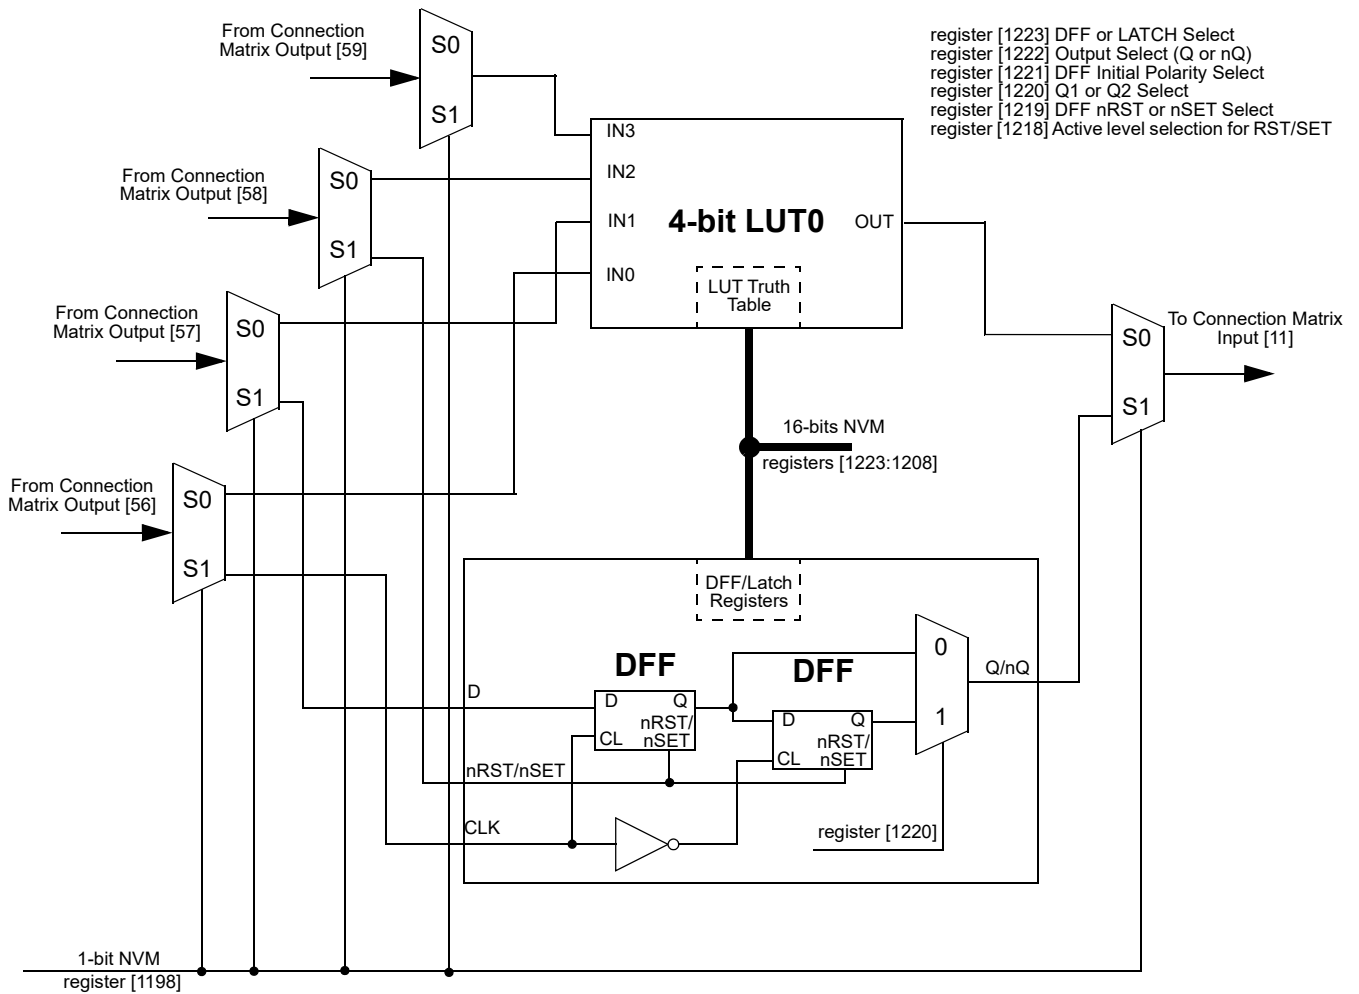 From Connection
Matrix Output [59]
S0
S1
register [1223] DFF or LATCH Select
register [1222] Output Select (Q or nQ)
register [1221] DFF Initial Polarity Select
register [1220] Q1 or Q2 Select
register [1219] DFF nRST or nSET Select
register [1218] Active level selection for RST/SET
From Connection
Matrix Output [58]
S0
S1
IN3
IN2
IN1
IN0
4-bit LUT0
OUT
LUT Truth
Table
From Connection
Matrix Output [57]
S0
S1
S0
S1
To Connection Matrix
Input [11]
16-bits NVM
registers [1223:1208]
From Connection
Matrix Output [56]
S0
S1
DFF/Latch
Registers
DFF
DFF
0
1
Q/nQ
D
D
Q
nRST/
nSET
CL
D
Q
nRST/
nSET
CL
nRST/nSET
CLK
register [1220]
1-bit NVM
register [1198]